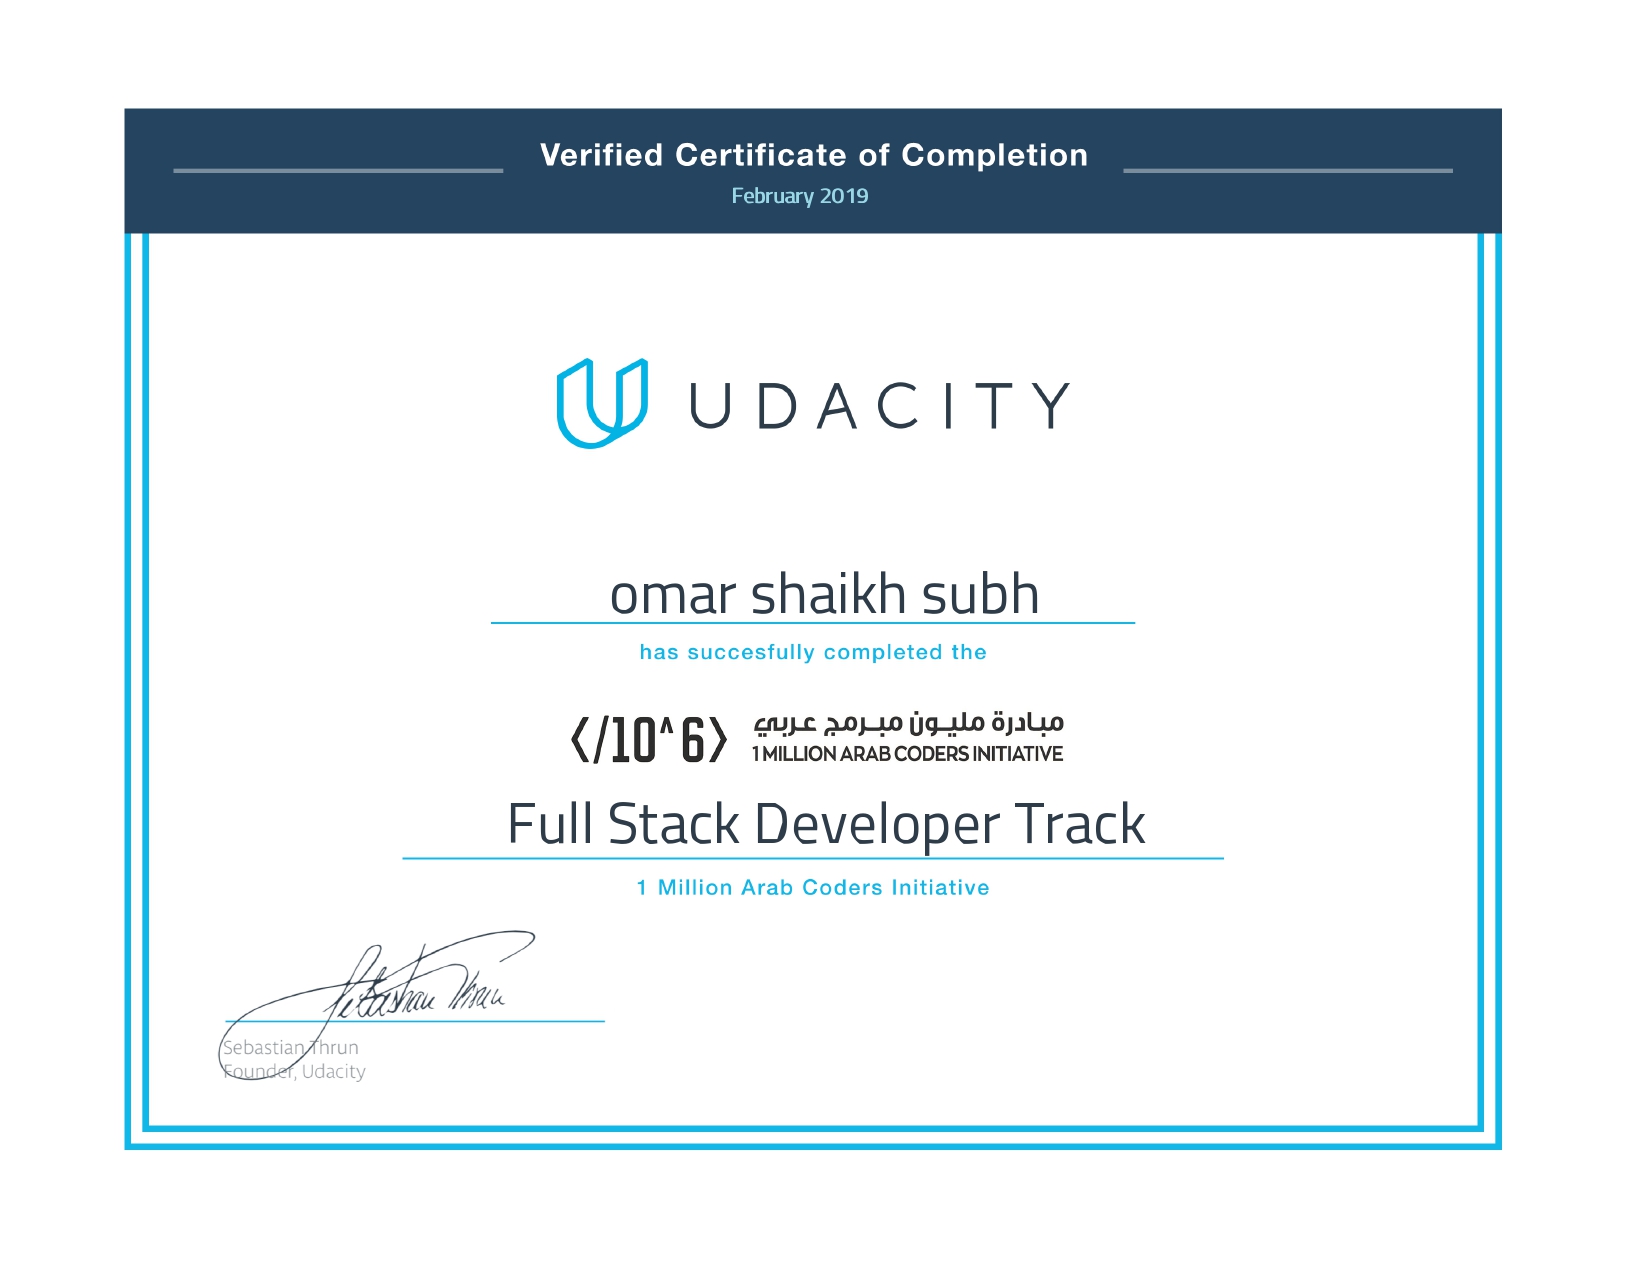 Verified Certificate of Completion
February 2019
UDACITY
omar shaikh subh
has succesfully completed the
</10^6>
مبادرة مليون مبرمج عربي
1 MILLION ARAB CODERS INITIATIVE
Full Stack Developer Track
1 Million Arab Coders Initiative
Sebastian Thrun
Sebastian Thrun
Founder, Udacity